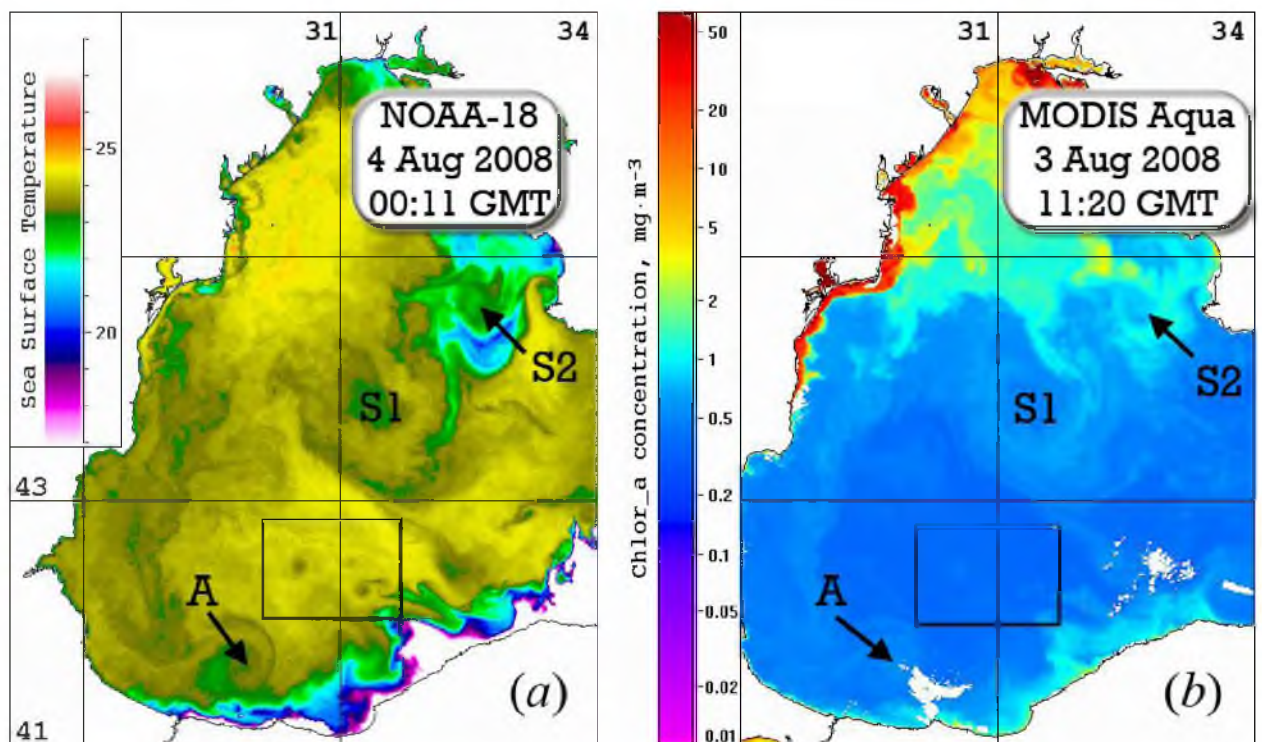 31
34
NOAA-18
4 Aug 2008
00:11 GMT
Sea Surface Temperature
25
20
S2
S1
43
A
41
(a)
31
34
MODIS Aqua
3 Aug 2008
11:20 GMT
Chlor_a concentration, mg·m⁻³
50
20
10
5
2
1
0.5
0.2
0.1
0.05
0.02
0.01
S2
S1
A
(b)